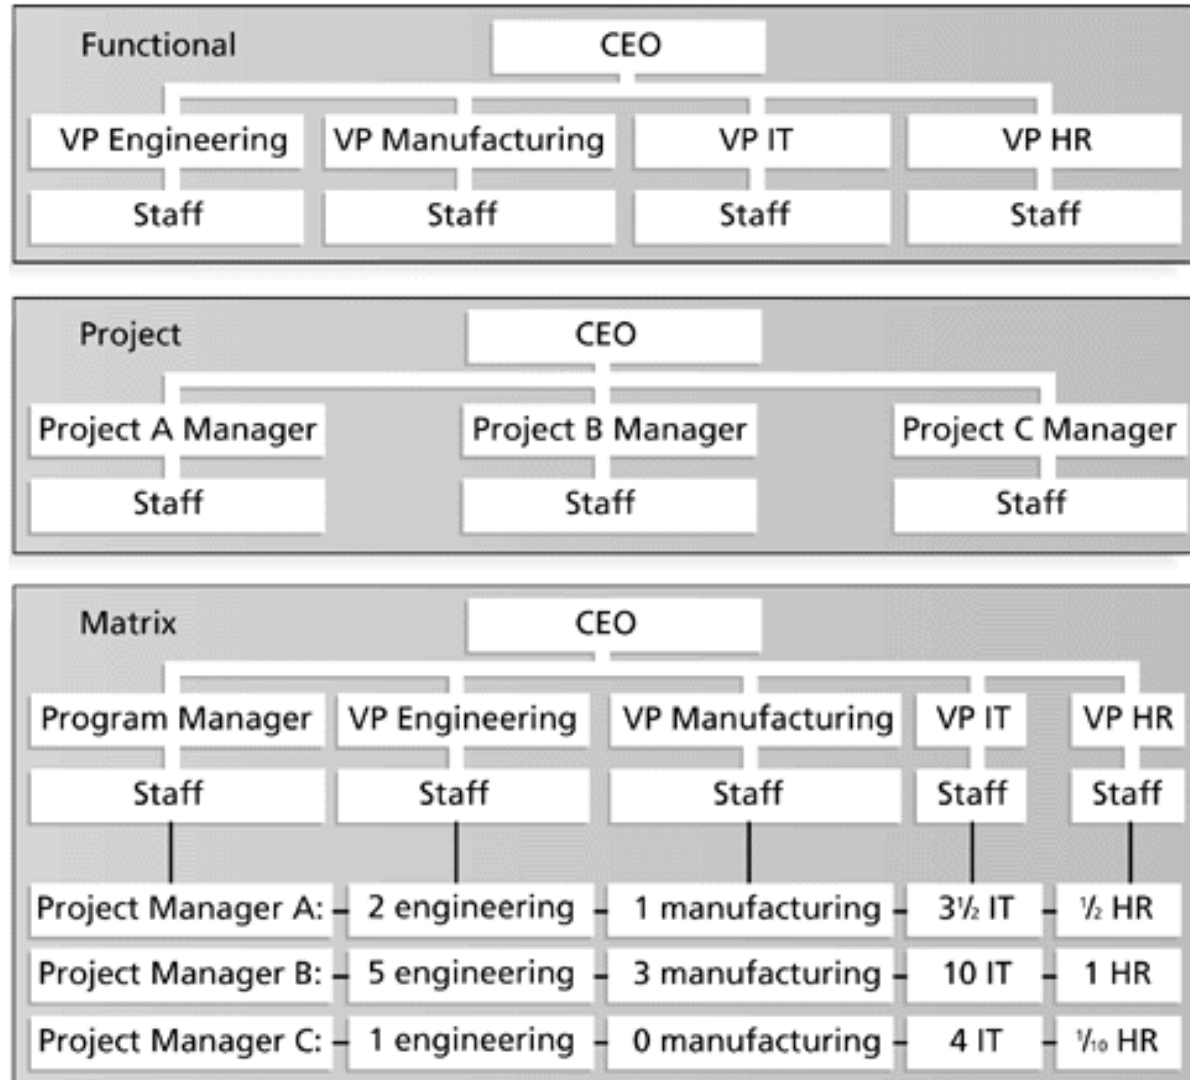 Functional
CEO
VP Engineering VP Manufacturing VP IT VP HR
Staff Staff Staff Staff
Project
CEO
Project A Manager Project B Manager Project C Manager
Staff Staff Staff
Matrix
CEO
Program Manager VP Engineering VP Manufacturing VP IT VP HR
Staff Staff Staff Staff Staff
Project Manager A: 2 engineering 1 manufacturing 3½ IT ½ HR
Project Manager B: 5 engineering 3 manufacturing 10 IT 1 HR
Project Manager C: 1 engineering 0 manufacturing 4 IT 1/10 HR